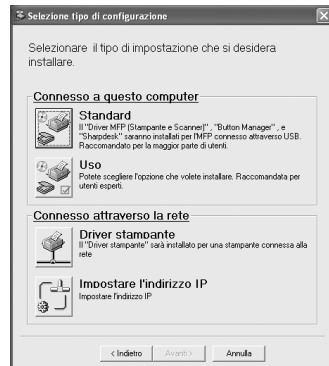 Selezione tipo di configurazione
Selezionare il tipo di impostazione che si desidera
installare.
Connesso a questo computer
Standard
Il "Driver MFP (Stampante e Scanner)", "Button Manager", e
"Sharpdesk" saranno installati per l'MFP connesso attraverso USB.
Raccomandato per la maggior parte di utenti.
Uso
Potete scegliere l'opzione che volete installare. Raccomandata per
utenti esperti.
Connesso attraverso la rete
Driver stampante
Il "Driver stampante" sarà installato per una stampante connessa alla
rete
Impostare l'indirizzo IP
Impostare l'indirizzo IP
< Indietro Avanti > Annulla